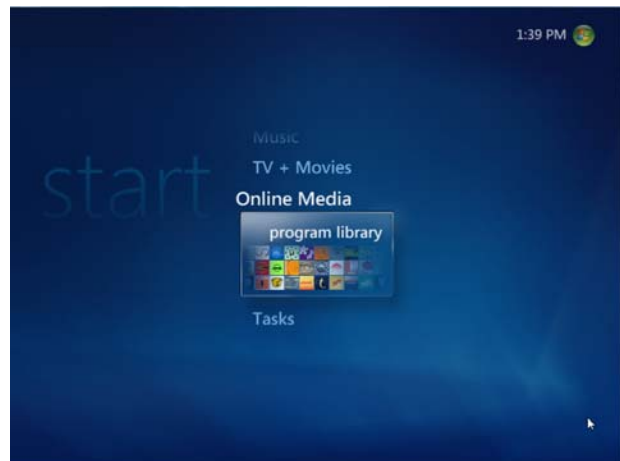 1:39 PM
start
Music
TV + Movies
Online Media
program library
Tasks